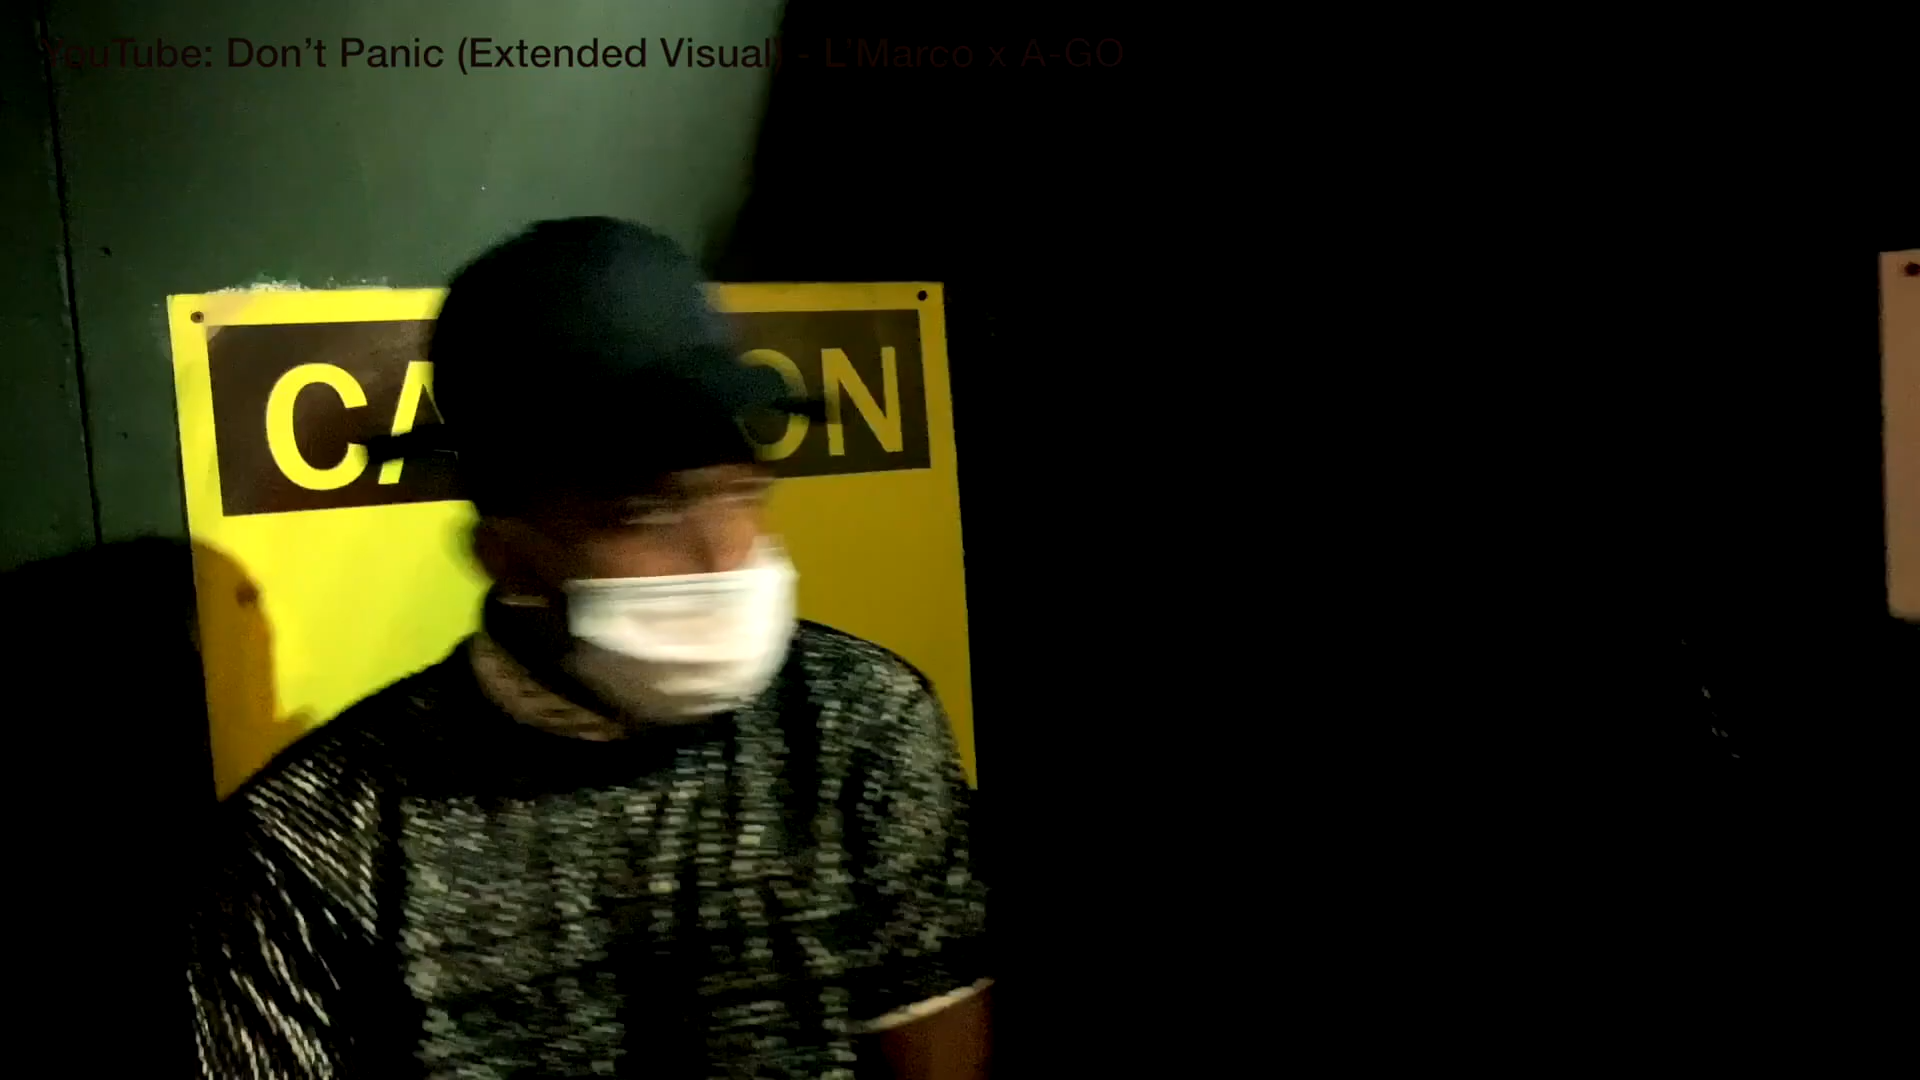 YouTube: Don’t Panic (Extended Visual) - L'Marco x A-GO
CA ON